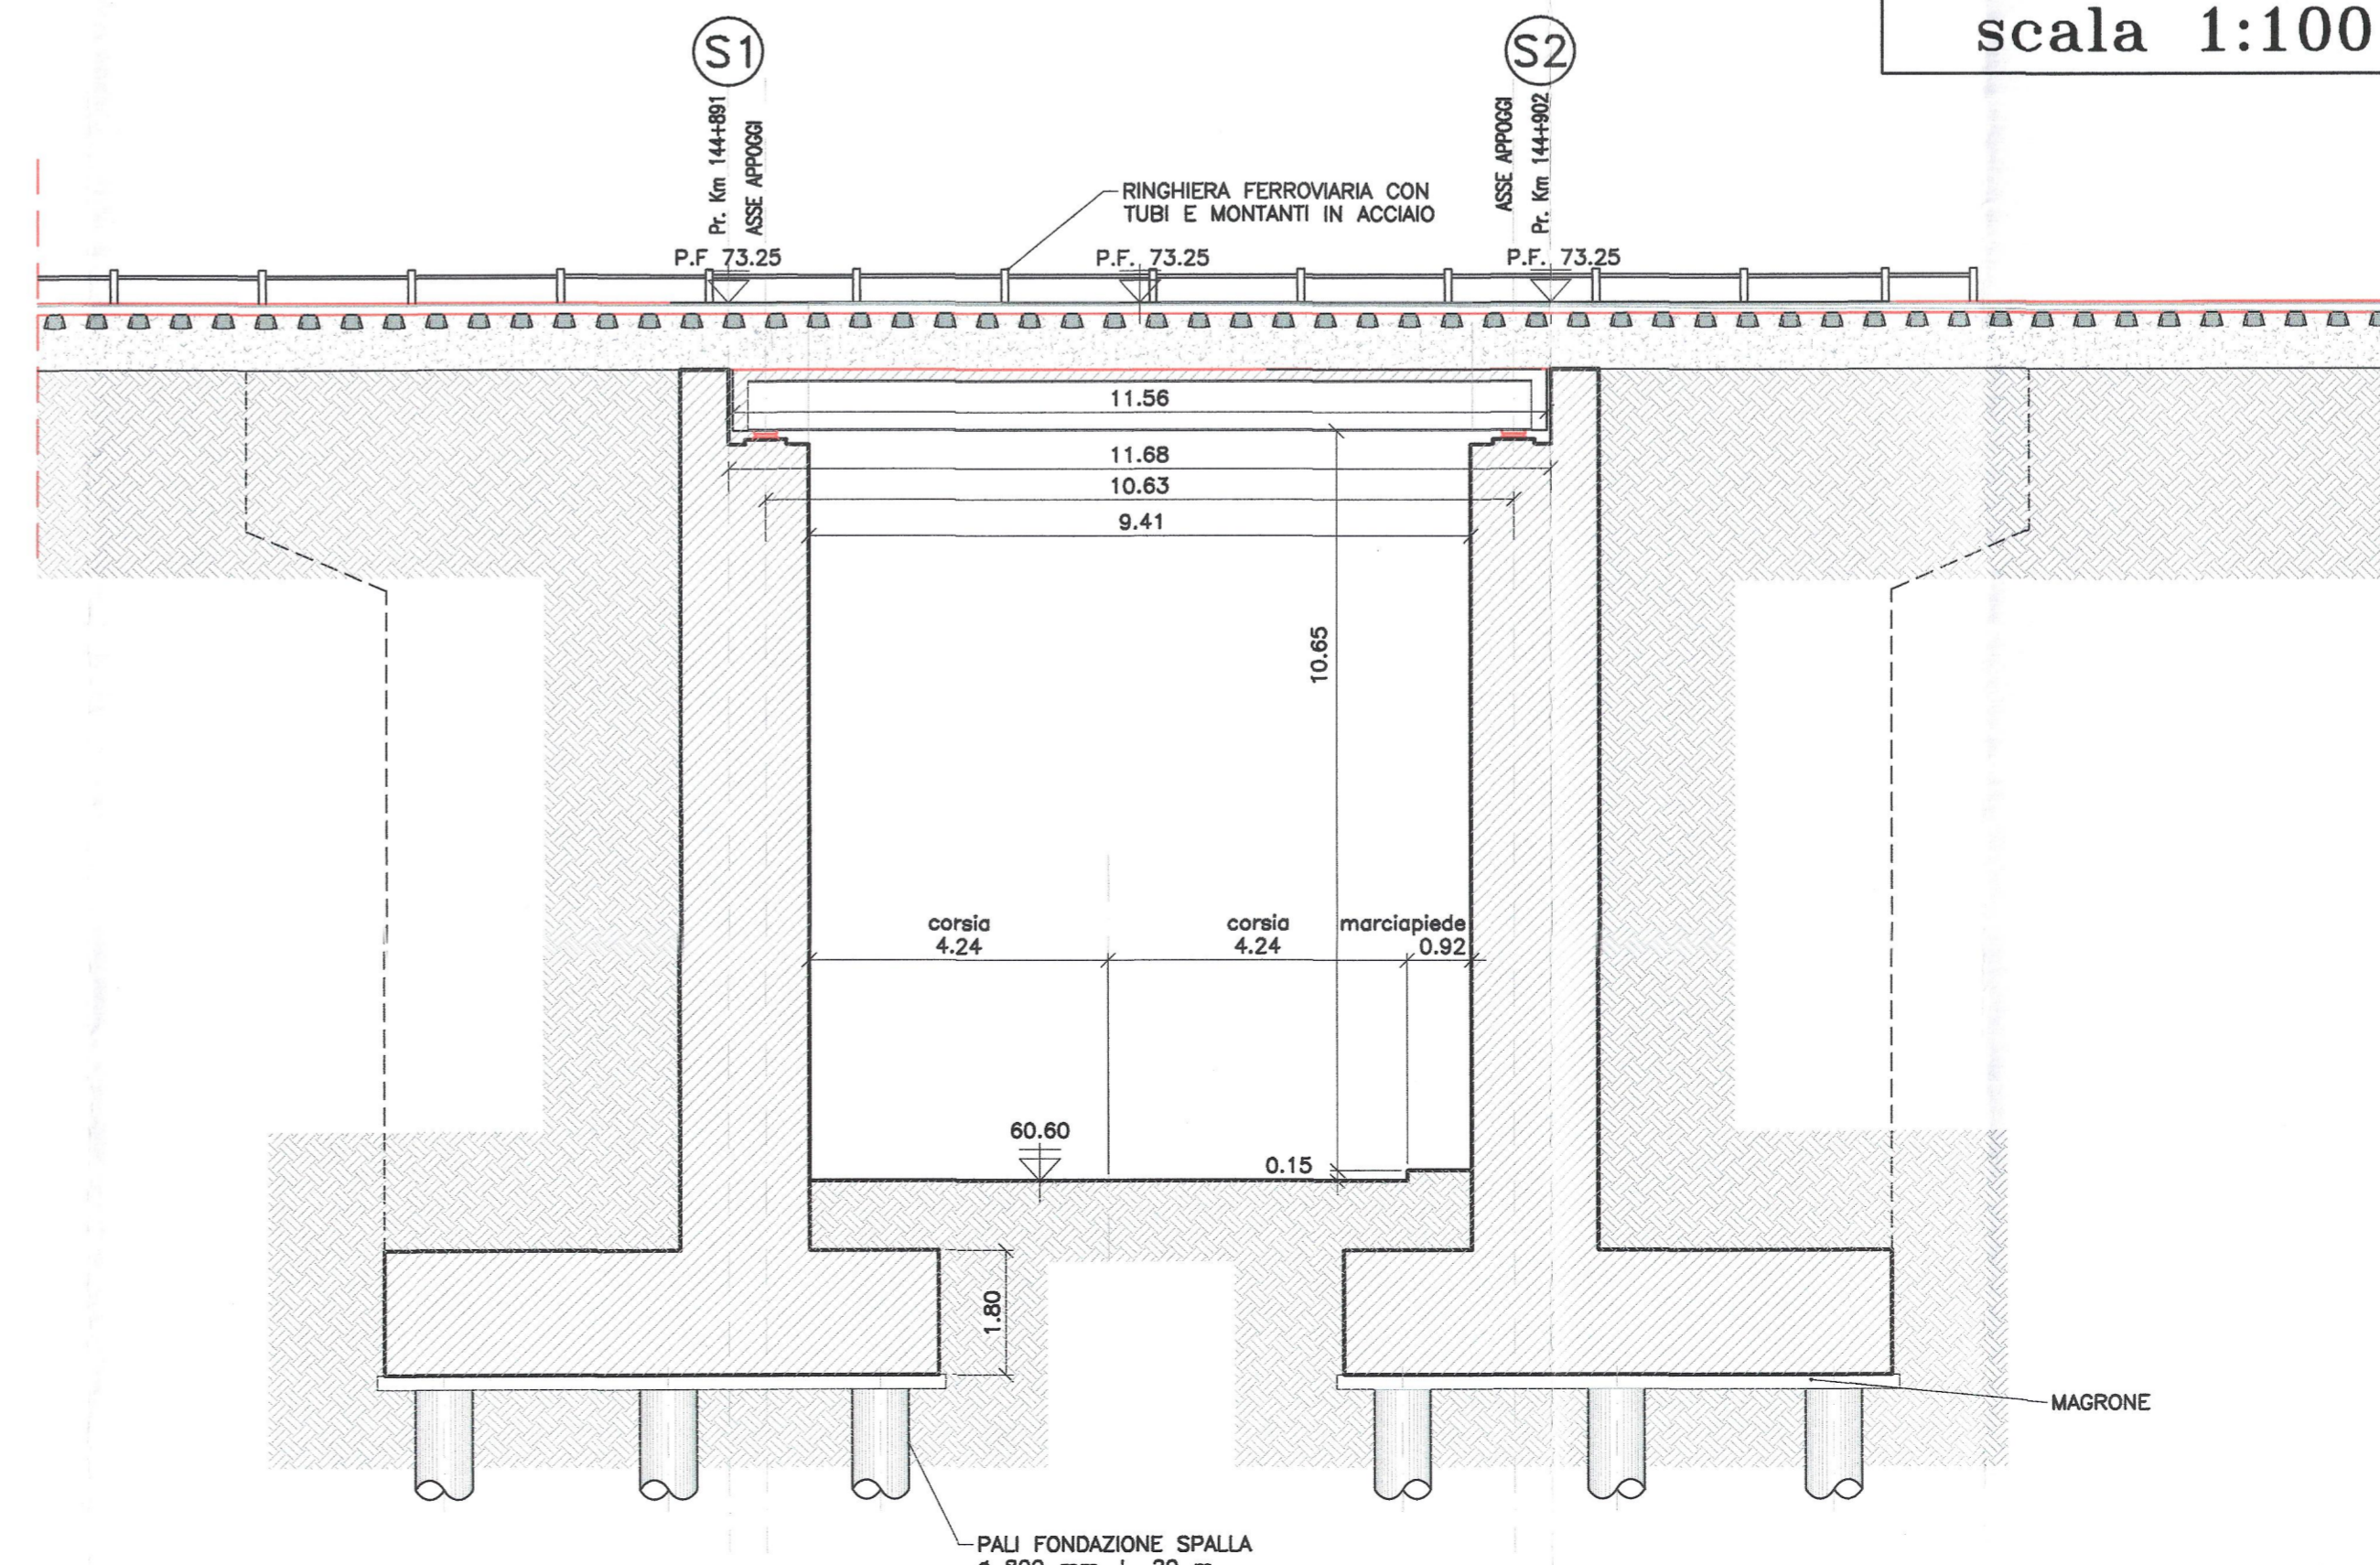 scala 1:100
S1
S2
Pr. Km 144+891
ASSE APPOGGI
ASSE APPOGGI
Pr. Km 144+902
RINGHIERA FERROVIARIA CON
TUBI E MONTANTI IN ACCIAIO
P.F 73.25
P.F. 73.25
P.F. 73.25
11.56
11.68
10.63
9.41
10.65
corsia
4.24
corsia
4.24
marciapiede
0.92
60.60
0.15
1.80
MAGRONE
PALI FONDAZIONE SPALLA